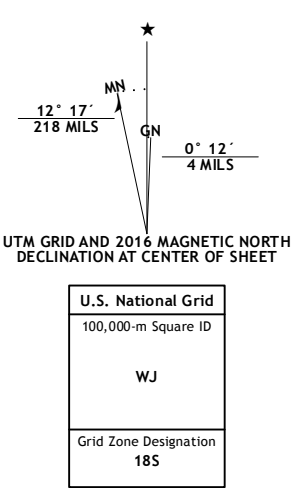 ★
MN
12° 17´
218 MILS
GN
0° 12´
4 MILS
UTM GRID AND 2016 MAGNETIC NORTH
DECLINATION AT CENTER OF SHEET
U.S. National Grid
100,000-m Square ID
WJ
Grid Zone Designation
18S